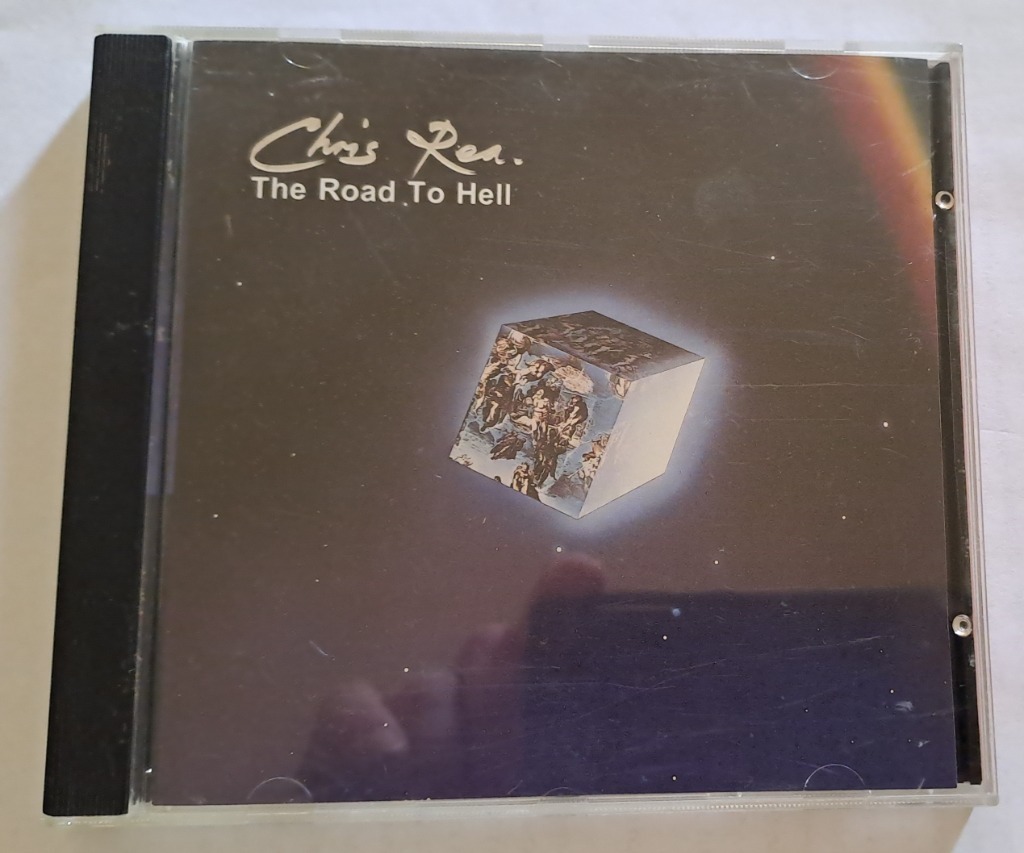 Chris Rea.
The Road To Hell